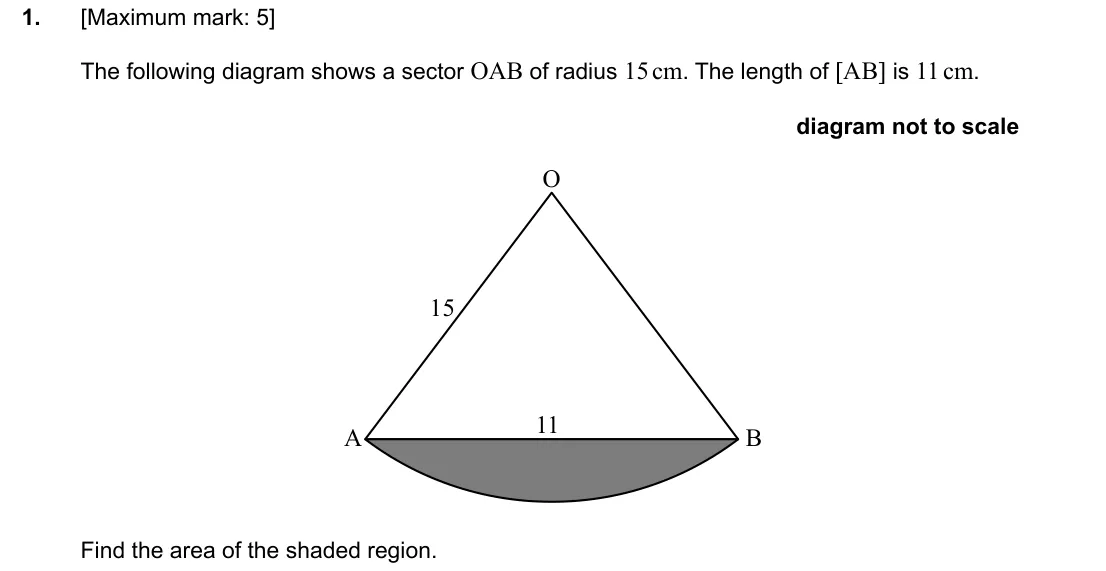 1. [Maximum mark: 5]
The following diagram shows a sector OAB of radius 15 cm. The length of [AB] is 11 cm.
diagram not to scale
O
15
11
A
B
Find the area of the shaded region.